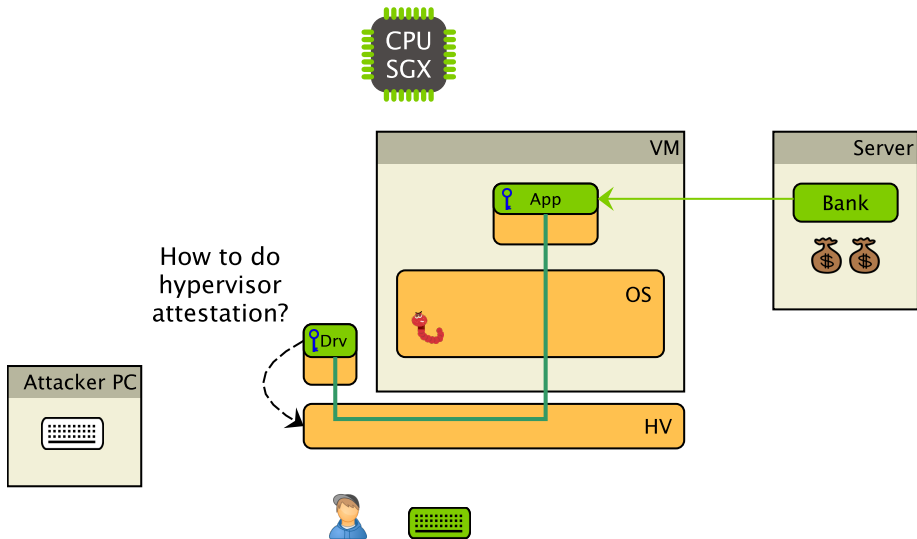 CPU
SGX
VM
Server
App
Bank
How to do
hypervisor
attestation?
OS
Drv
Attacker PC
HV